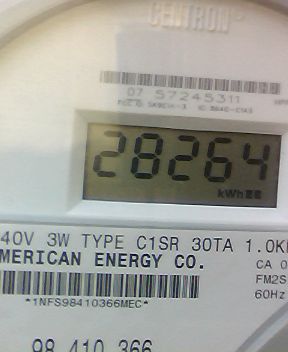 CENTRON
07 57245311
28264
kWh
40V 3W TYPE C1SR 30TA 1.0K
MERICAN ENERGY CO.
CA 0
FM2S
60Hz
*1NFS98410366MEC*
98 410 366